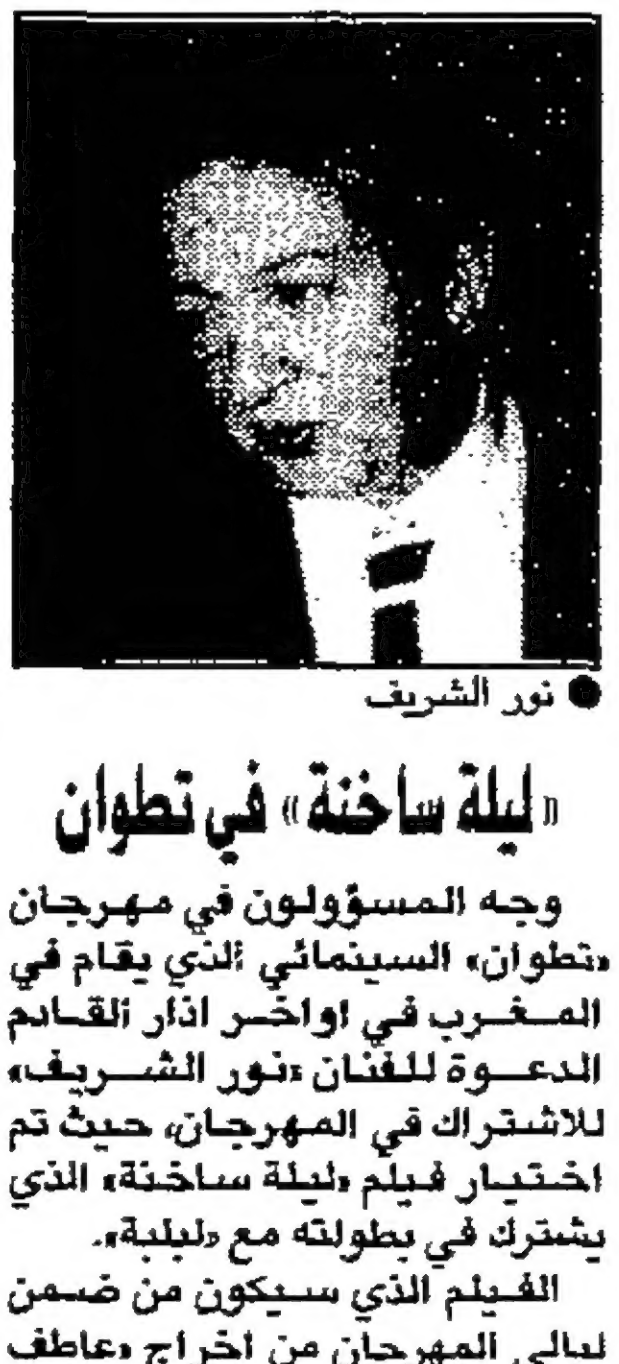 ● نور الشريف
«ليلة ساخنة» في تطوان
وجه المسؤولون في مهرجان
«تطوان» السينمائي الذي يقام في
المغرب في اواخر اذار القادم
الدعوة للفنان «نور الشريف»
للاشتراك في المهرجان، حيث تم
اختيار فيلم «ليلة ساخنة» الذي
يشترك في بطولته مع «لبلبة».
الفيلم الذي سيكون من ضمن
ليالي المهرجان من اخراج «عاطف